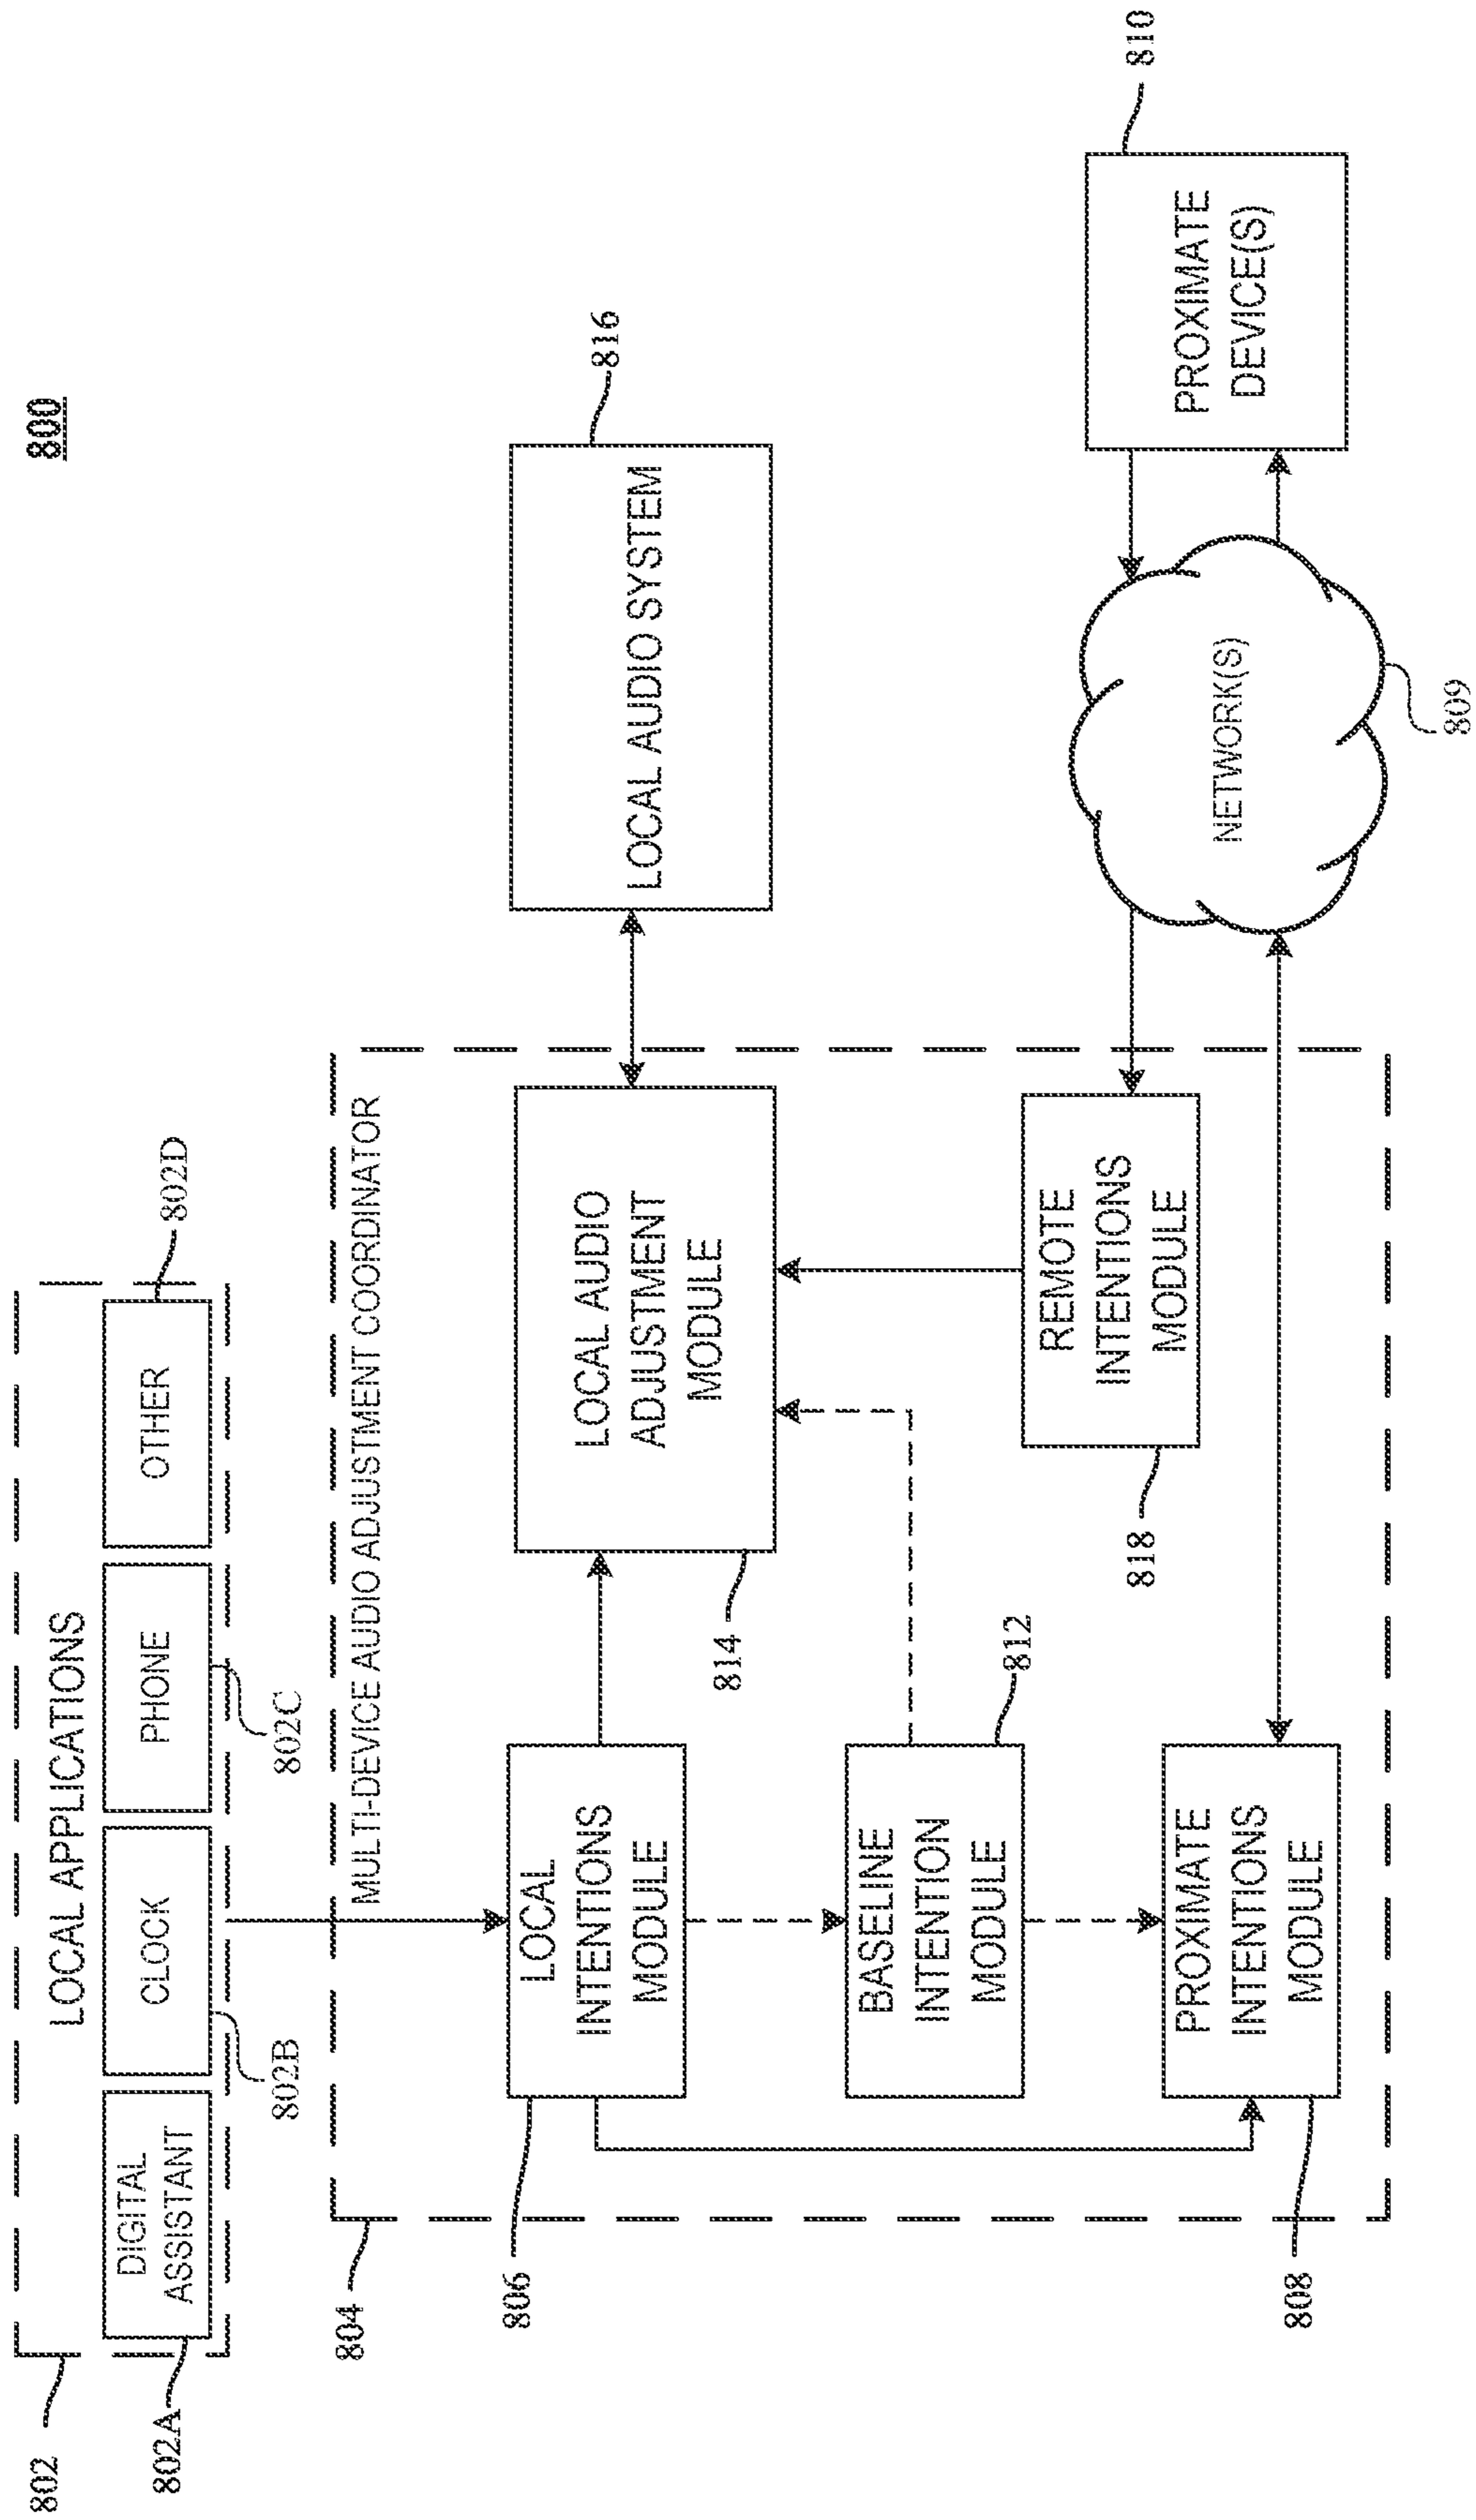 800
LOCAL APPLICATIONS
802
DIGITAL
ASSISTANT
802A
CLOCK
802B
PHONE
802C
OTHER
802D
MULTI-DEVICE AUDIO ADJUSTMENT COORDINATOR
804
LOCAL
INTENTIONS
MODULE
806
LOCAL AUDIO
ADJUSTMENT
MODULE
814
LOCAL AUDIO SYSTEM
816
BASELINE
INTENTION
MODULE
812
REMOTE
INTENTIONS
MODULE
818
PROXIMATE
INTENTIONS
MODULE
808
NETWORK(S)
809
PROXIMATE
DEVICE(S)
810